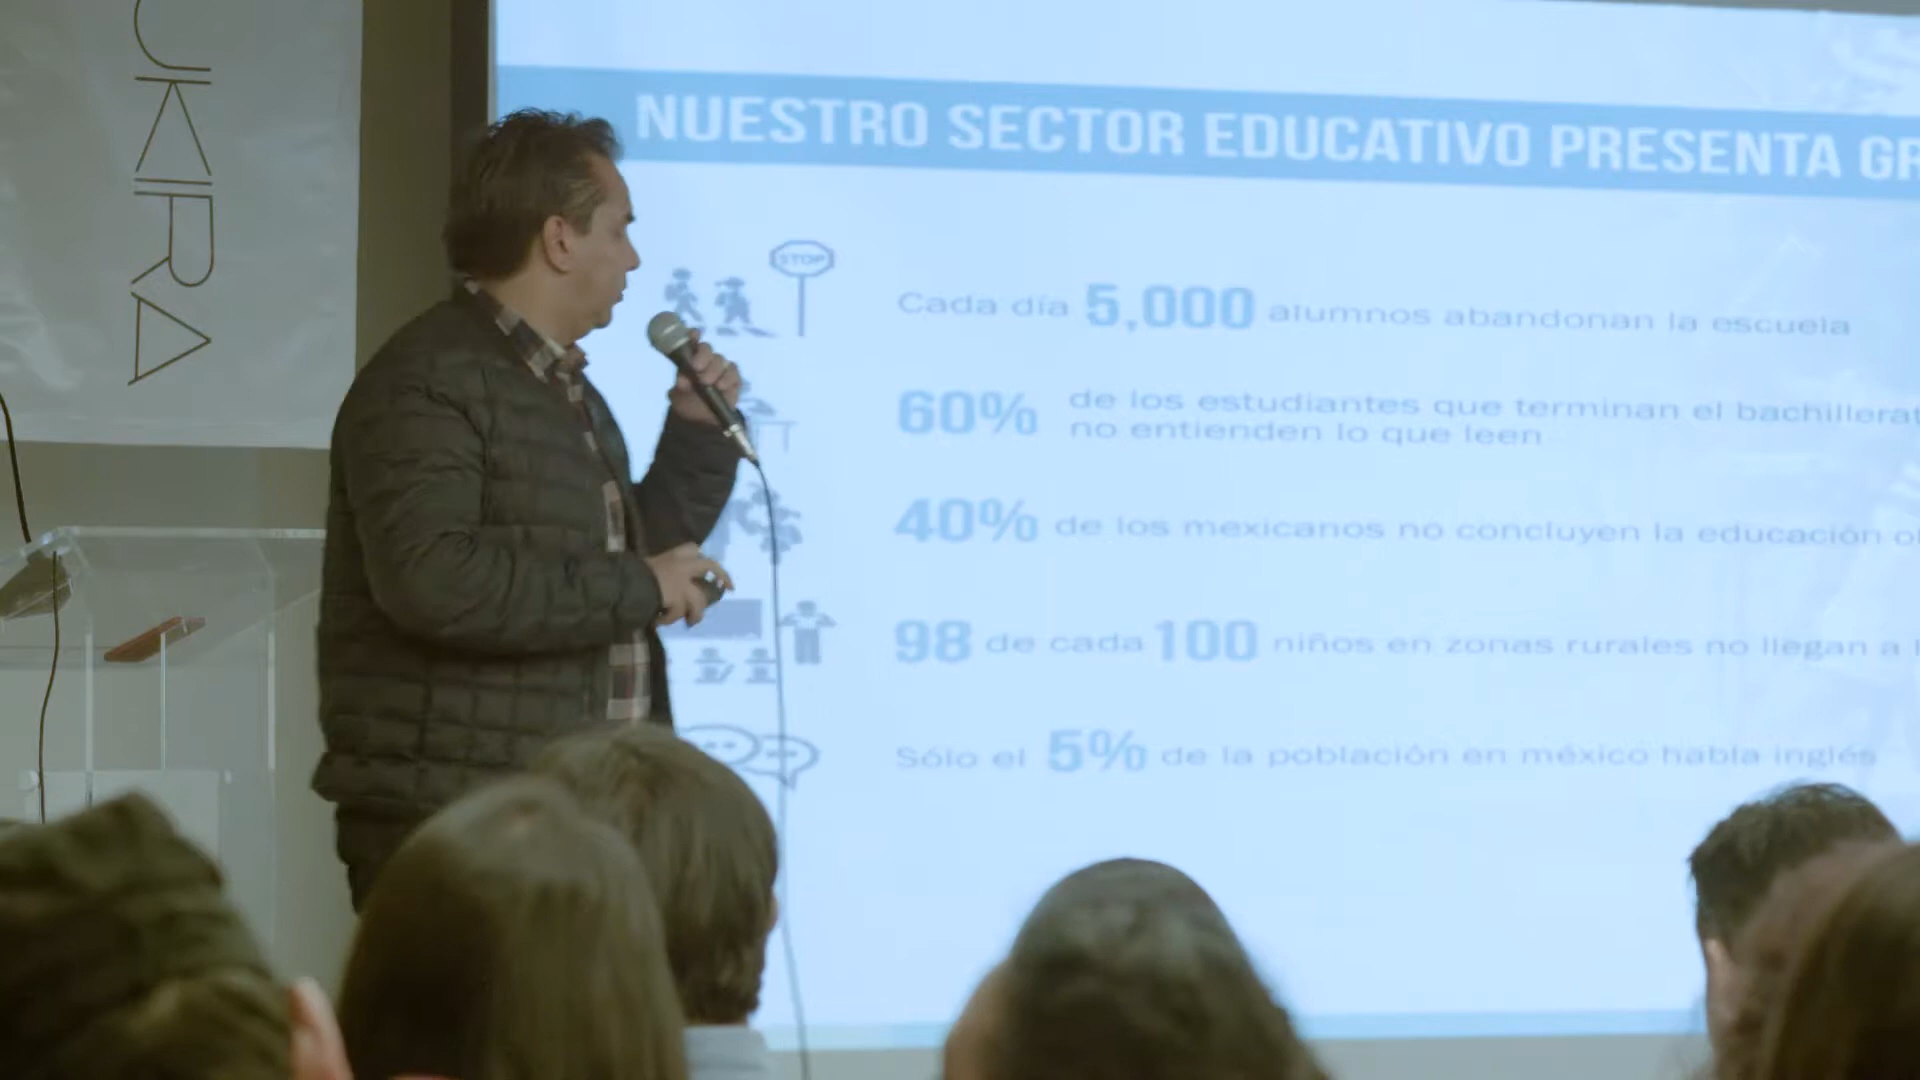 UKIRA
NUESTRO SECTOR EDUCATIVO PRESENTA GR
STOP
Cada día 5,000 alumnos abandonan la escuela
60% de los estudiantes que terminan el bachillerat
no entienden lo que leen
40% de los mexicanos no concluyen la educación o
98 de cada 100 niños en zonas rurales no llegan a l
Sólo el 5% de la población en méxico habla inglés